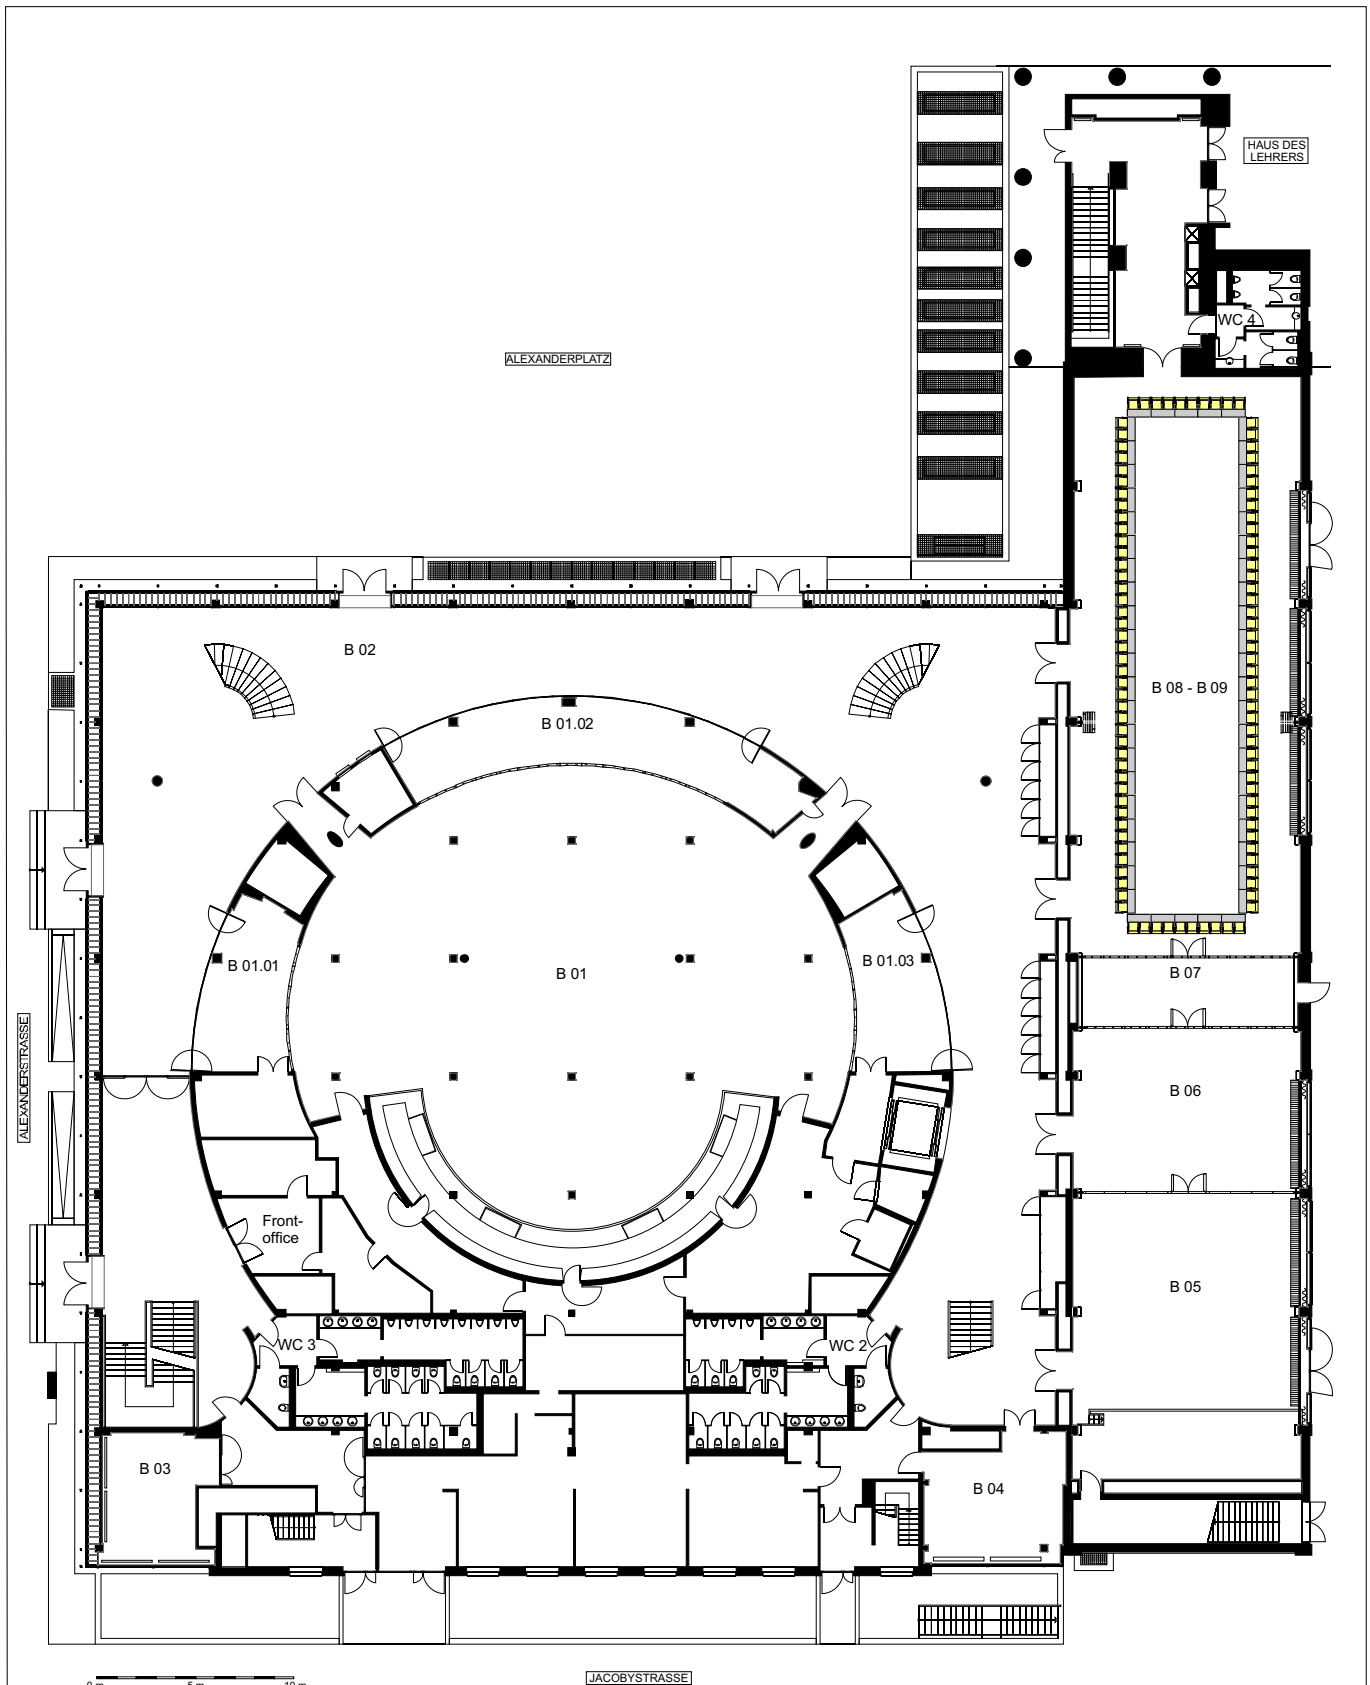 HAUS DES
LEHRERS
WC 4
ALEXANDERPLATZ
B 02
B 08 - B 09
B 01.02
B 01.01
B 01
B 01.03
B 07
ALEXANDERSTRASSE
B 06
Front-
office
B 05
WC 3
WC 2
B 03
B 04
0 m
5 m
10 m
JACOBYSTRASSE